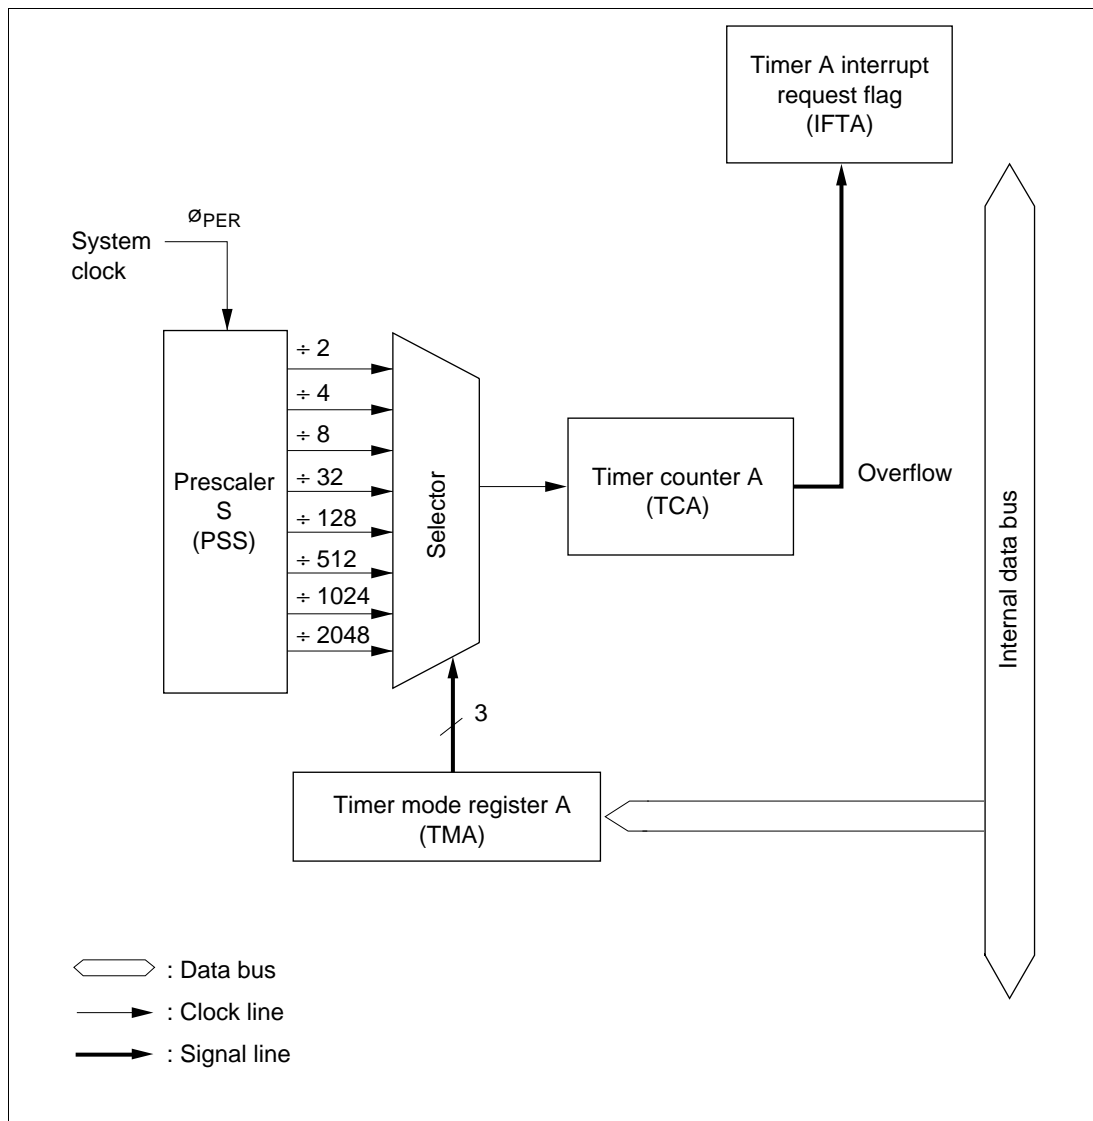 Timer A interrupt
request flag
(IFTA)
øPER
System
clock
÷ 2
÷ 4
÷ 8
÷ 32
÷ 128
÷ 512
÷ 1024
÷ 2048
Prescaler
S
(PSS)
Selector
Timer counter A
(TCA)
Overflow
Internal data bus
3
Timer mode register A
(TMA)
: Data bus
: Clock line
: Signal line